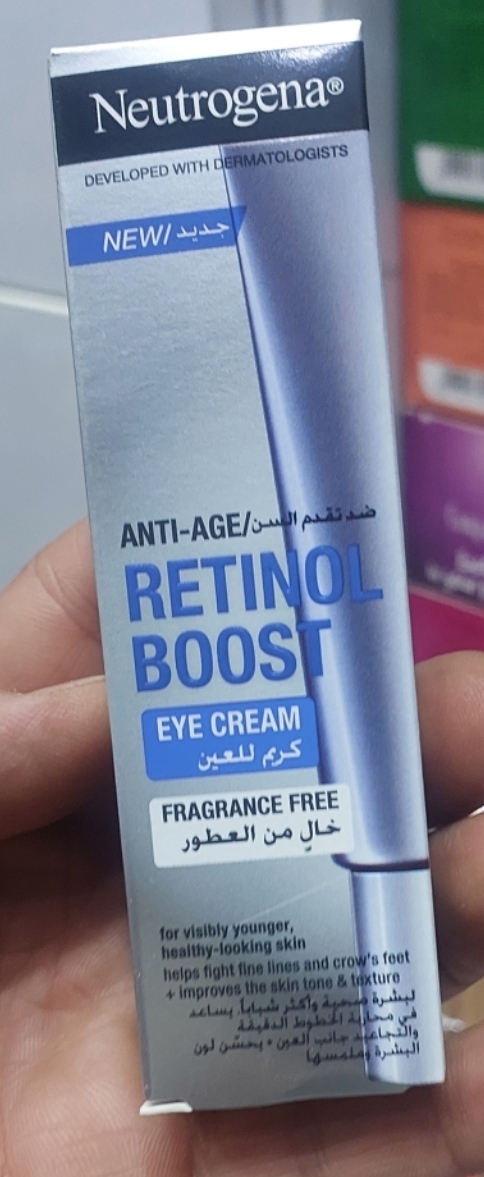 Neutrogena®
DEVELOPED WITH DERMATOLOGISTS
NEW/ جديد
ANTI-AGE/ضد تقدم السن
RETINOL
BOOST
EYE CREAM
كريم للعين
FRAGRANCE FREE
خالٍ من العطور
for visibly younger,
healthy-looking skin
helps fight fine lines and crow's feet
+ improves the skin tone & texture
لبشرة صحية وأكثر شباباً. يساعد
في محاربة الخطوط الدقيقة
والتجاعيد جانب العين • يحسّن لون
البشرة وملمسها